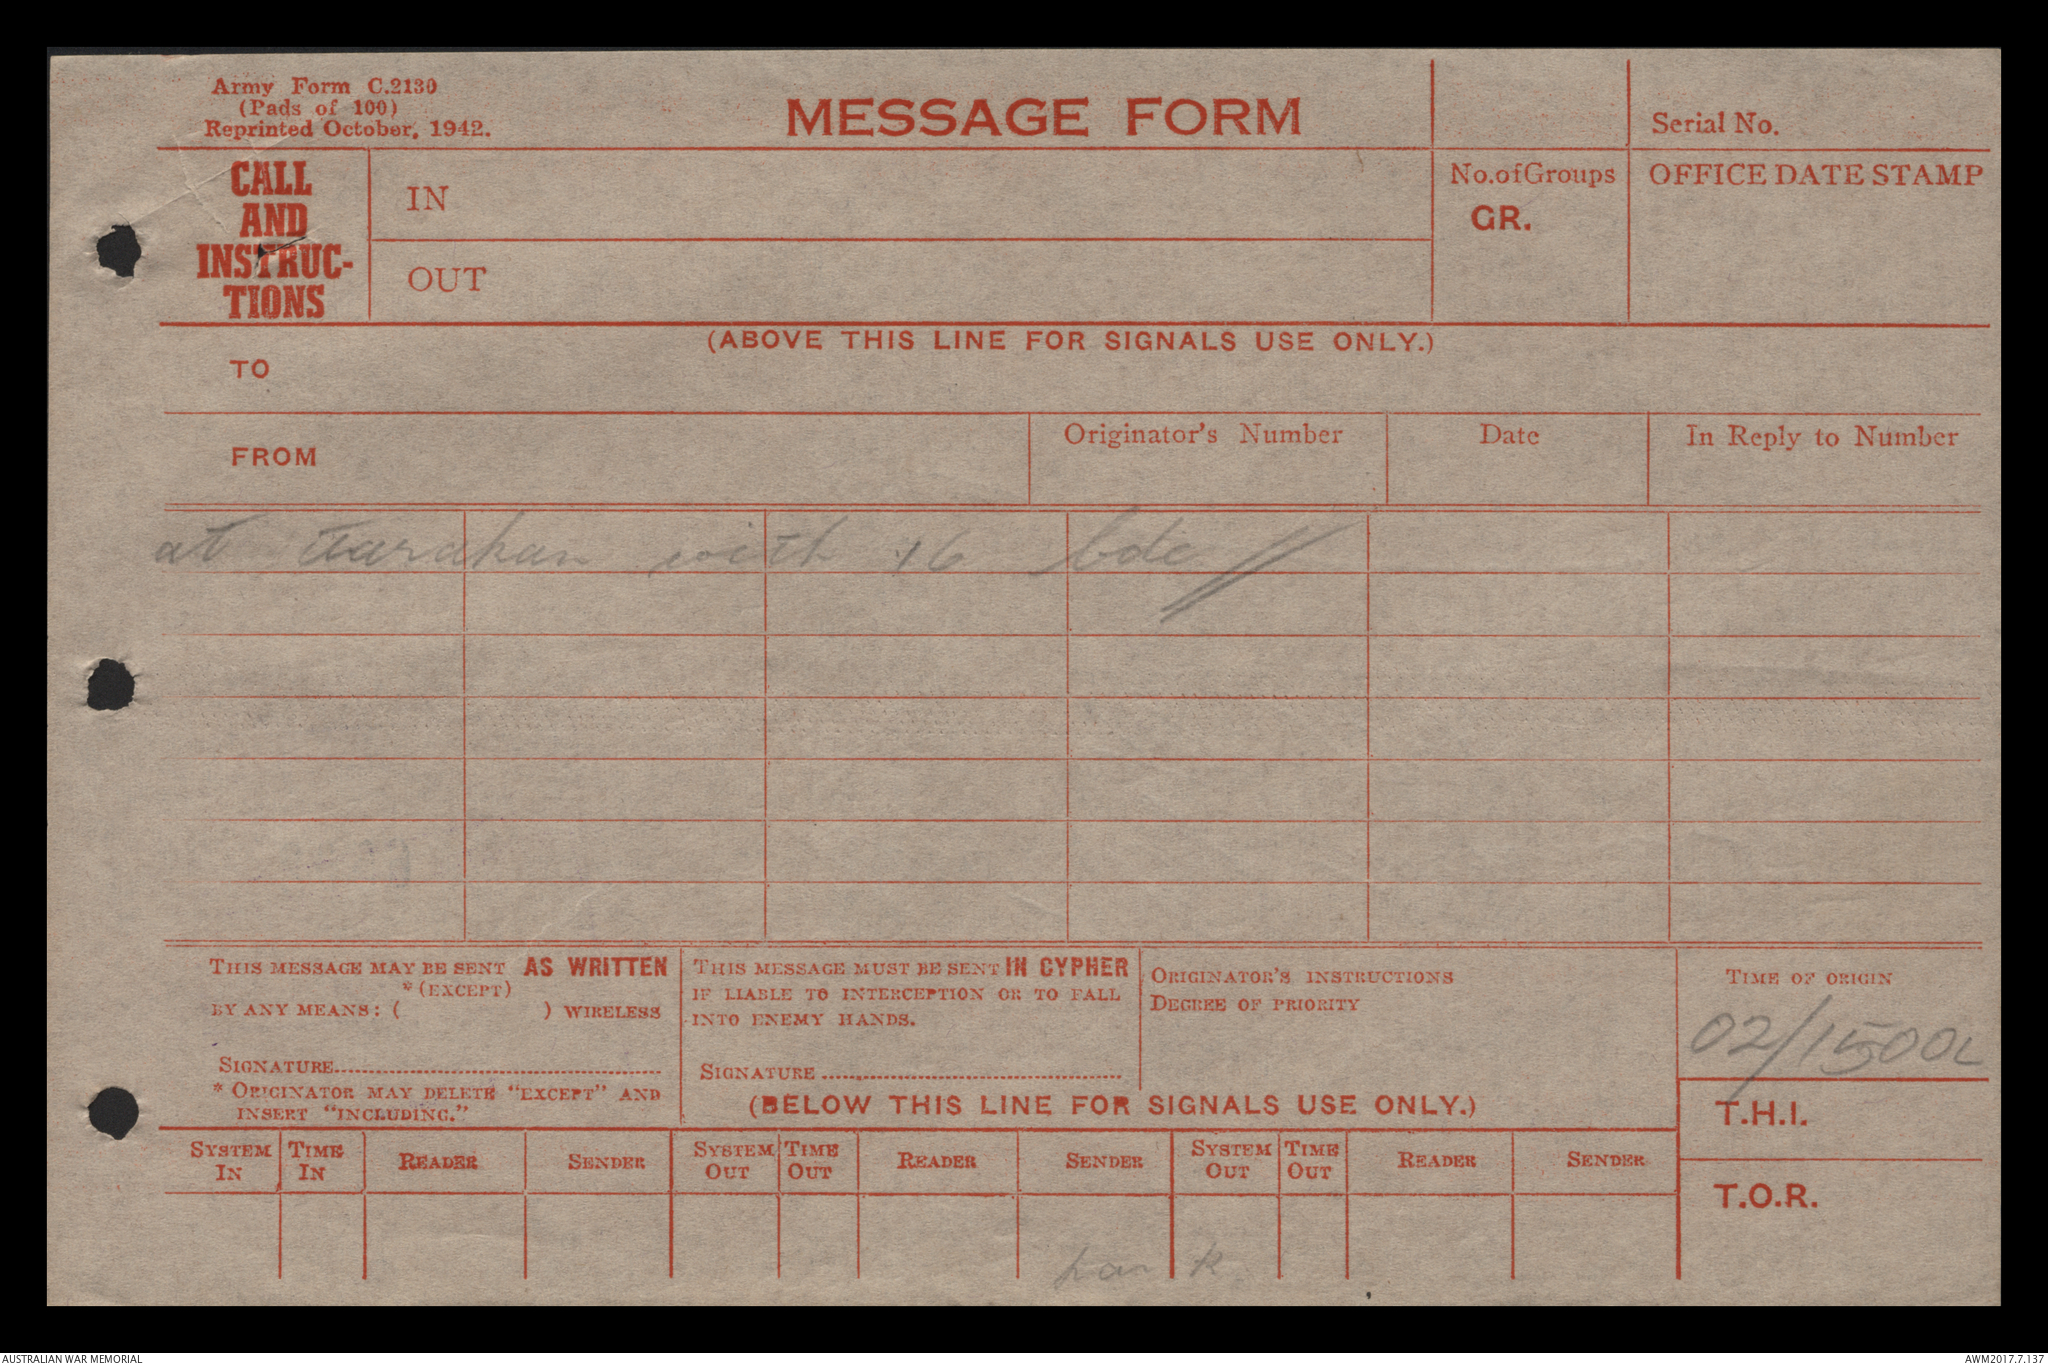 Army Form C.2130
(Pads of 100)
Reprinted October, 1942.
MESSAGE FORM
Serial No.
CALL
AND
INSTRUC-
TIONS
IN
OUT
No.ofGroups
GR.
OFFICE DATE STAMP
(ABOVE THIS LINE FOR SIGNALS USE ONLY.)
TO
FROM
Originator's Number
Date
In Reply to Number
at Tarakan with 26 bde //
THIS MESSAGE MAY BE SENT AS WRITTEN
*(EXCEPT)
BY ANY MEANS: ( ) WIRELESS
SIGNATURE
* ORIGINATOR MAY DELETE "EXCEPT" AND
INSERT "INCLUDING."
THIS MESSAGE MUST BE SENT IN CYPHER
IF LIABLE TO INTERCEPTION OR TO FALL
INTO ENEMY HANDS.
SIGNATURE
ORIGINATOR'S INSTRUCTIONS
DEGREE OF PRIORITY
TIME OF ORIGIN
02/1500L
(BELOW THIS LINE FOR SIGNALS USE ONLY.)
T.H.I.
T.O.R.
SYSTEM IN
TIME IN
READER
SENDER
SYSTEM OUT
TIME OUT
READER
SENDER
SYSTEM OUT
TIME OUT
READER
SENDER
AUSTRALIAN WAR MEMORIAL
AWM2017.7.137